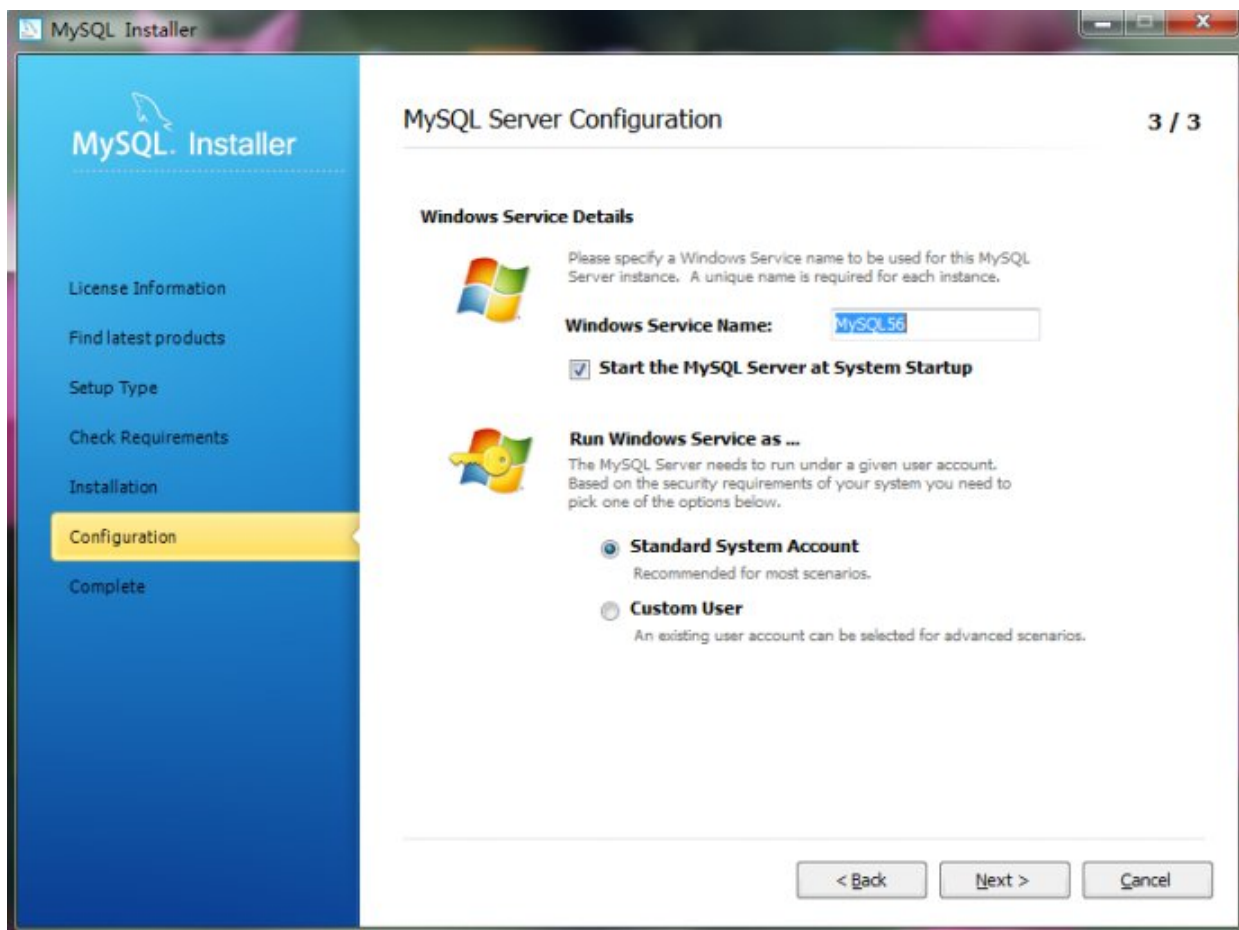 MySQL Installer
MySQL. Installer
License Information
Find latest products
Setup Type
Check Requirements
Installation
Configuration
Complete
MySQL Server Configuration
3 / 3
Windows Service Details
Please specify a Windows Service name to be used for this MySQL
Server instance. A unique name is required for each instance.
Windows Service Name: MySQL56
Start the MySQL Server at System Startup
Run Windows Service as ...
The MySQL Server needs to run under a given user account.
Based on the security requirements of your system you need to
pick one of the options below.
Standard System Account
Recommended for most scenarios.
Custom User
An existing user account can be selected for advanced scenarios.
< Back
Next >
Cancel